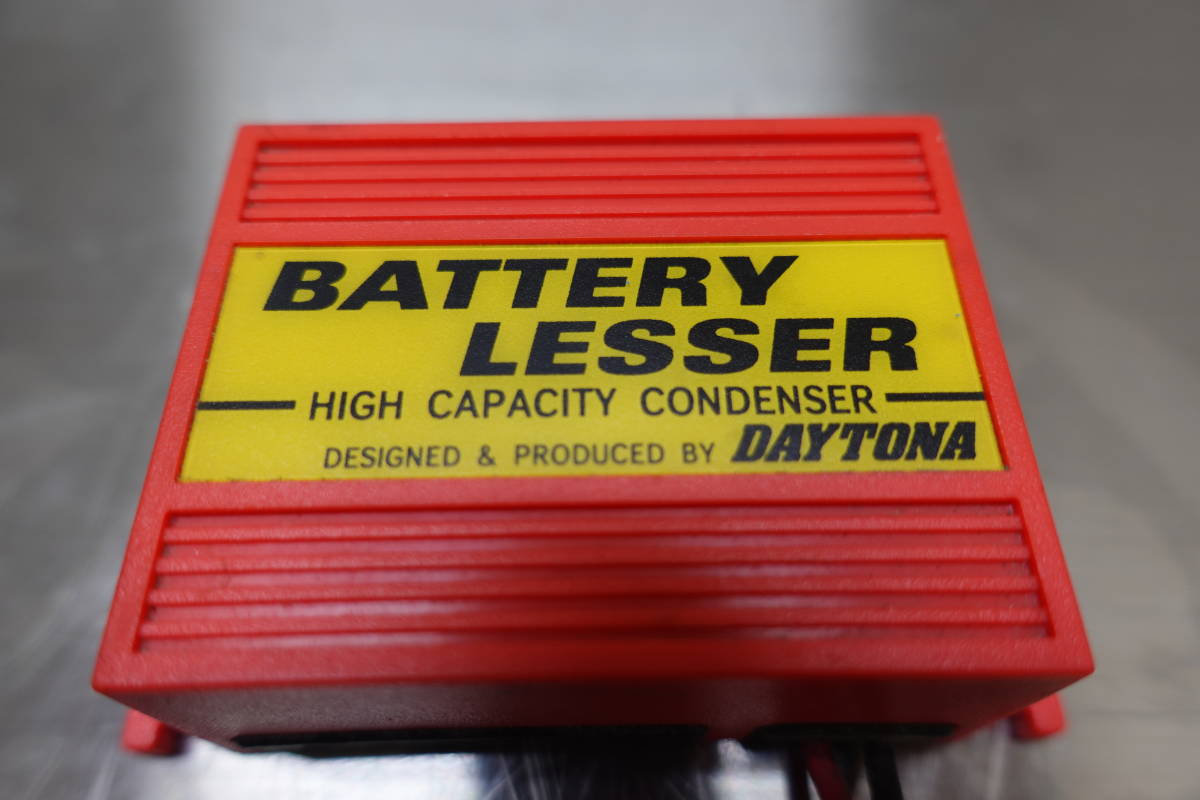 BATTERY
LESSER
HIGH CAPACITY CONDENSER
DESIGNED & PRODUCED BY DAYTONA